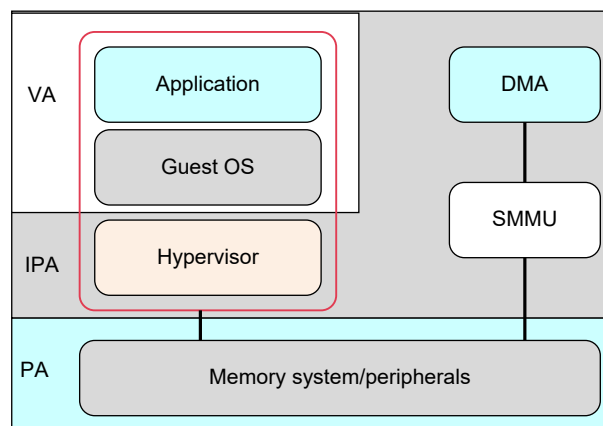 VA
Application
DMA
Guest OS
SMMU
IPA
Hypervisor
PA
Memory system/peripherals